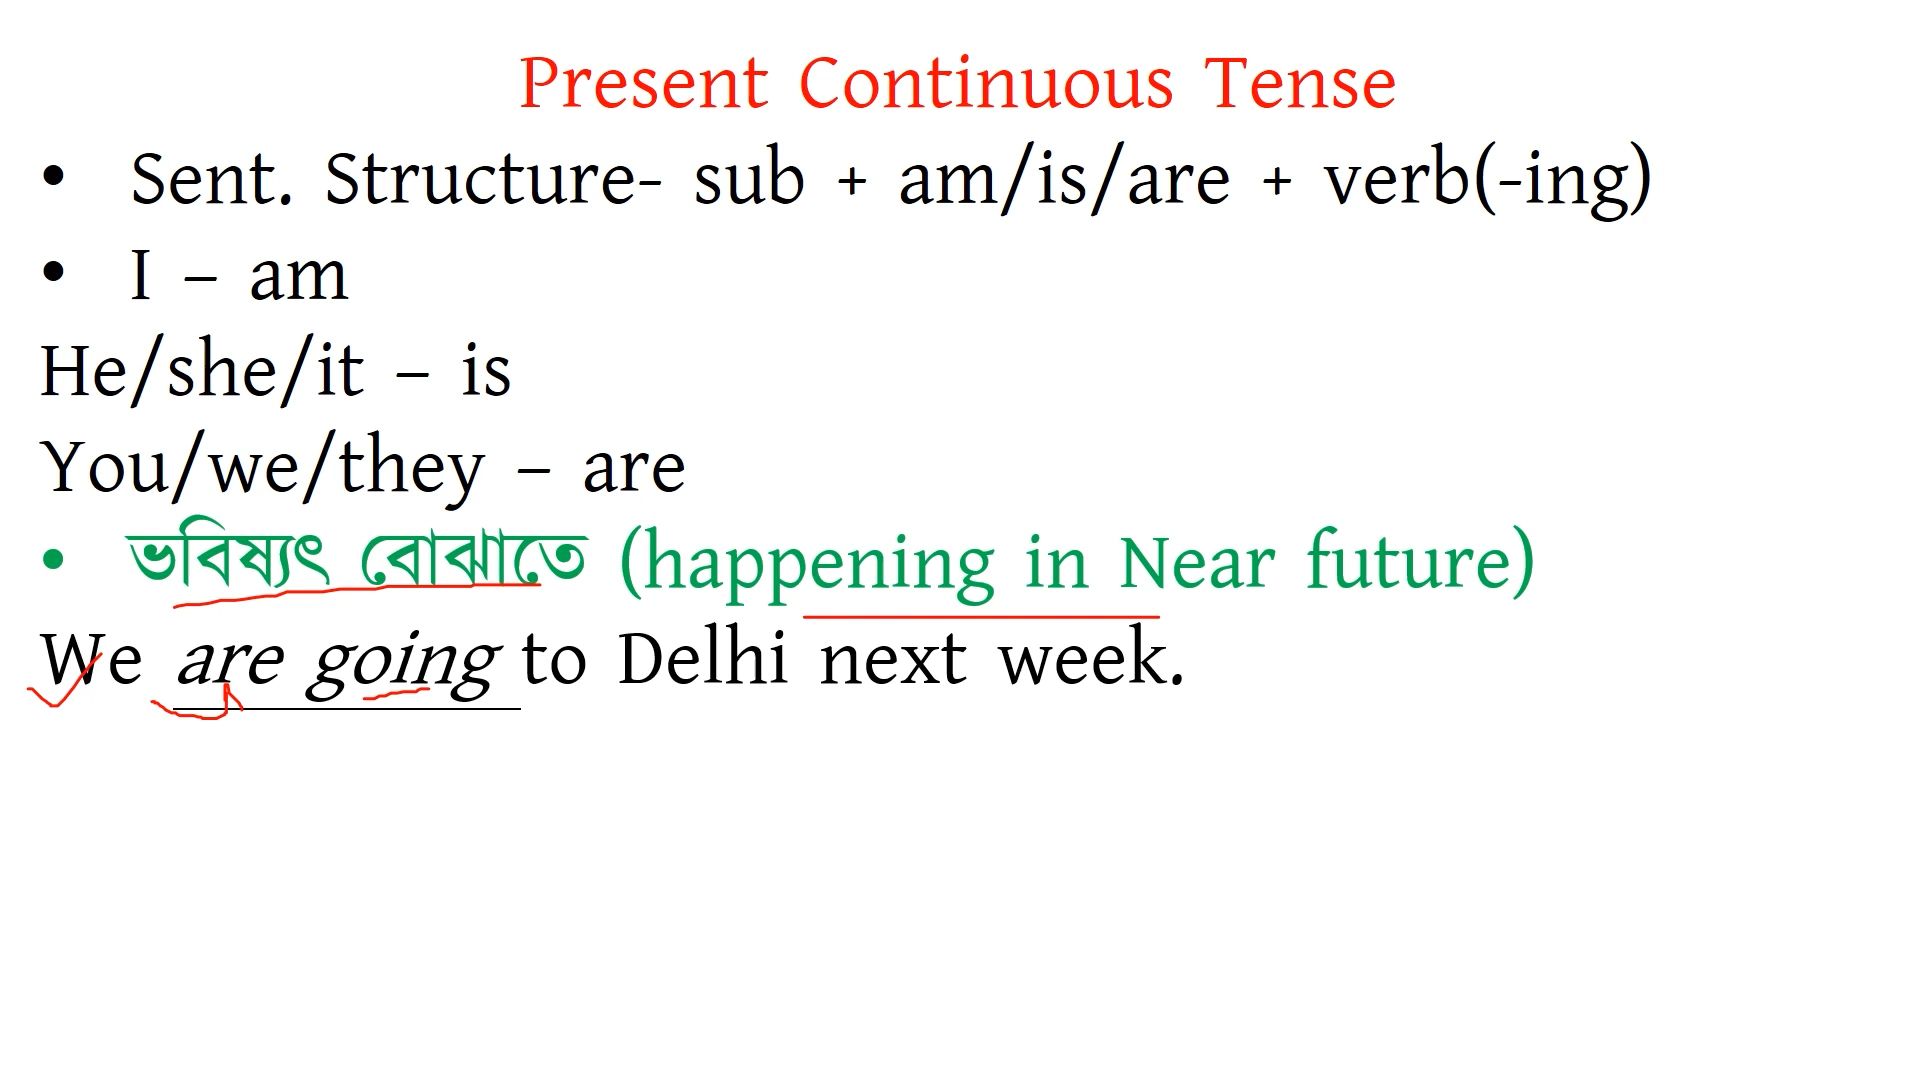 Present Continuous Tense
• Sent. Structure- sub + am/is/are + verb(-ing)
• I – am
He/she/it – is
You/we/they – are
• ভবিষ্যৎ বোঝাতে (happening in Near future)
We are going to Delhi next week.